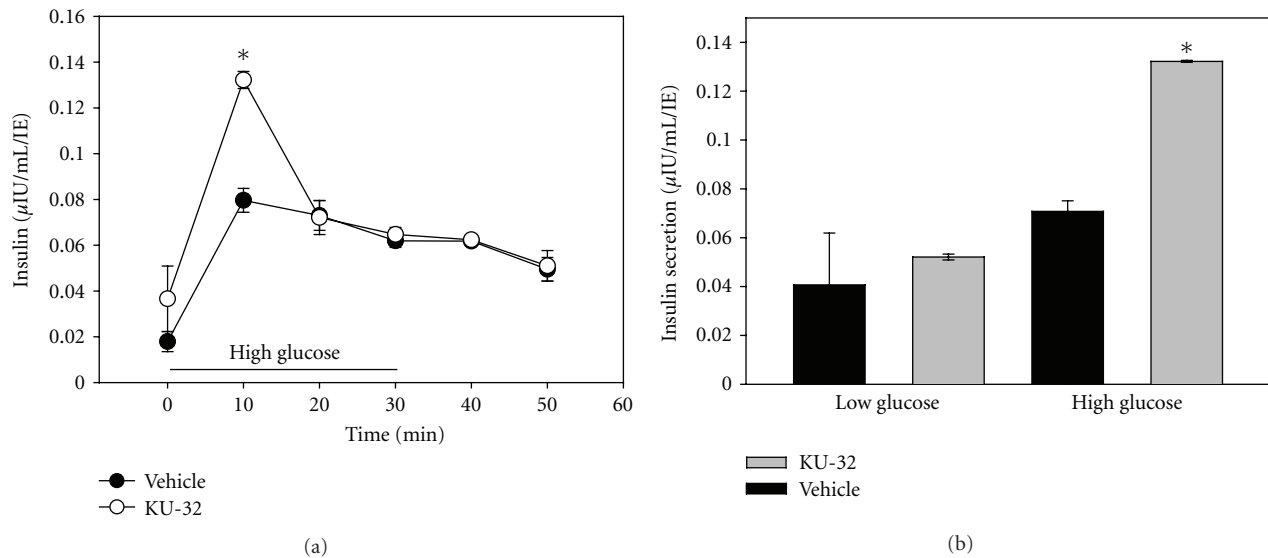 0.16
0.14
0.12
0.1
0.08
0.06
0.04
0.02
0
Insulin (µIU/mL/IE)
*
High glucose
0 10 20 30 40 50 60
Time (min)
Vehicle
KU-32
(a)
0.14
0.12
0.1
0.08
0.06
0.04
0.02
0
Insulin secretion (µIU/mL/IE)
*
Low glucose High glucose
KU-32
Vehicle
(b)